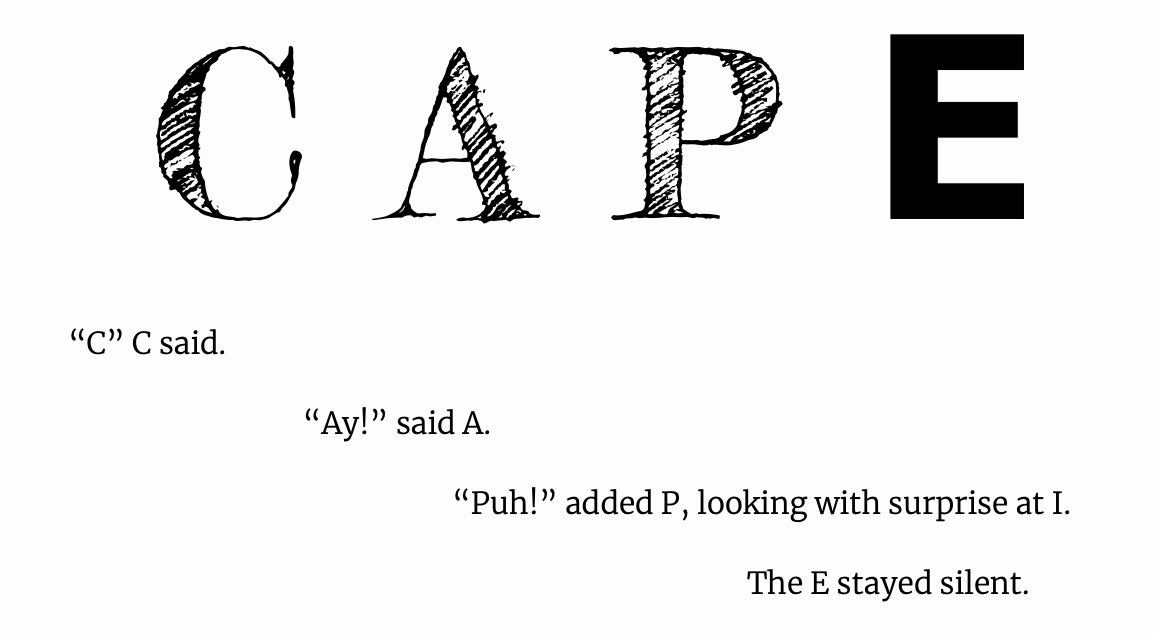 C A P E
“C” C said.
“Ay!” said A.
“Puh!” added P, looking with surprise at I.
The E stayed silent.